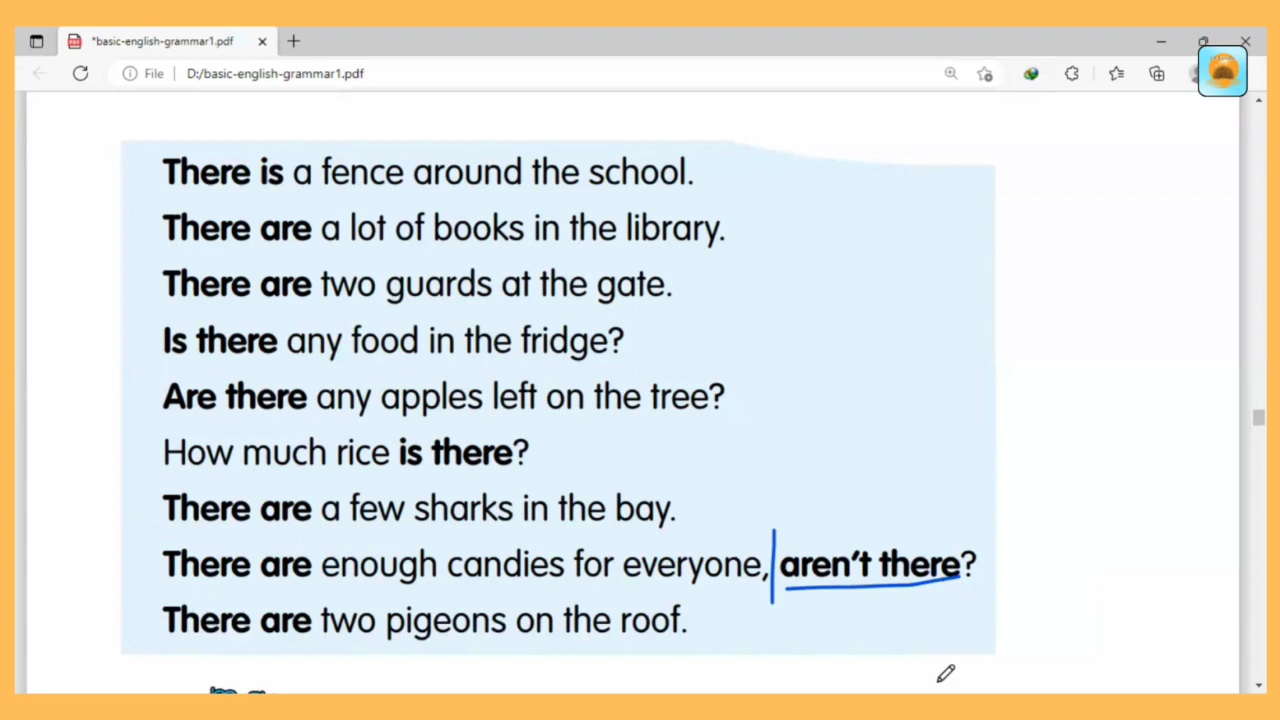 *basic-english-grammar1.pdf
File
D:/basic-english-grammar1.pdf
There is a fence around the school.
There are a lot of books in the library.
There are two guards at the gate.
Is there any food in the fridge?
Are there any apples left on the tree?
How much rice is there?
There are a few sharks in the bay.
There are enough candies for everyone, aren't there?
There are two pigeons on the roof.